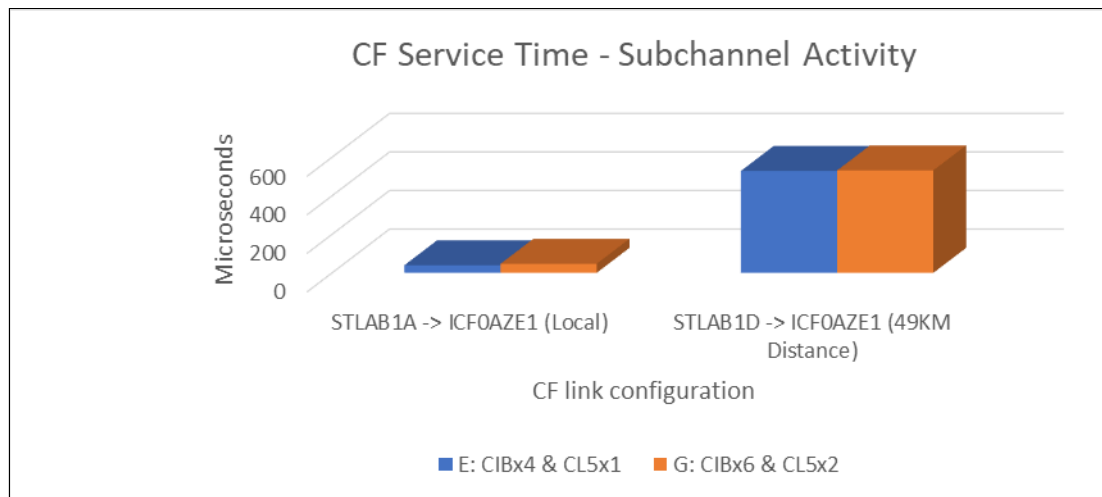 CF Service Time - Subchannel Activity
Microseconds
600
400
200
0
STLAB1A -> ICF0AZE1 (Local)
STLAB1D -> ICF0AZE1 (49KM
Distance)
CF link configuration
E: CIBx4 & CL5x1
G: CIBx6 & CL5x2